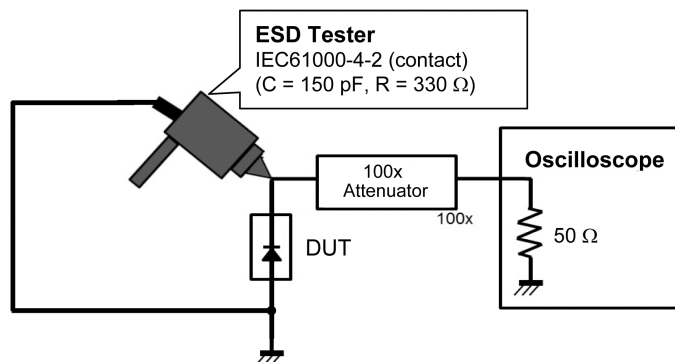 ESD Tester
IEC61000-4-2 (contact)
(C = 150 pF, R = 330 Ω)
100x
Attenuator
100x
Oscilloscope
50 Ω
DUT